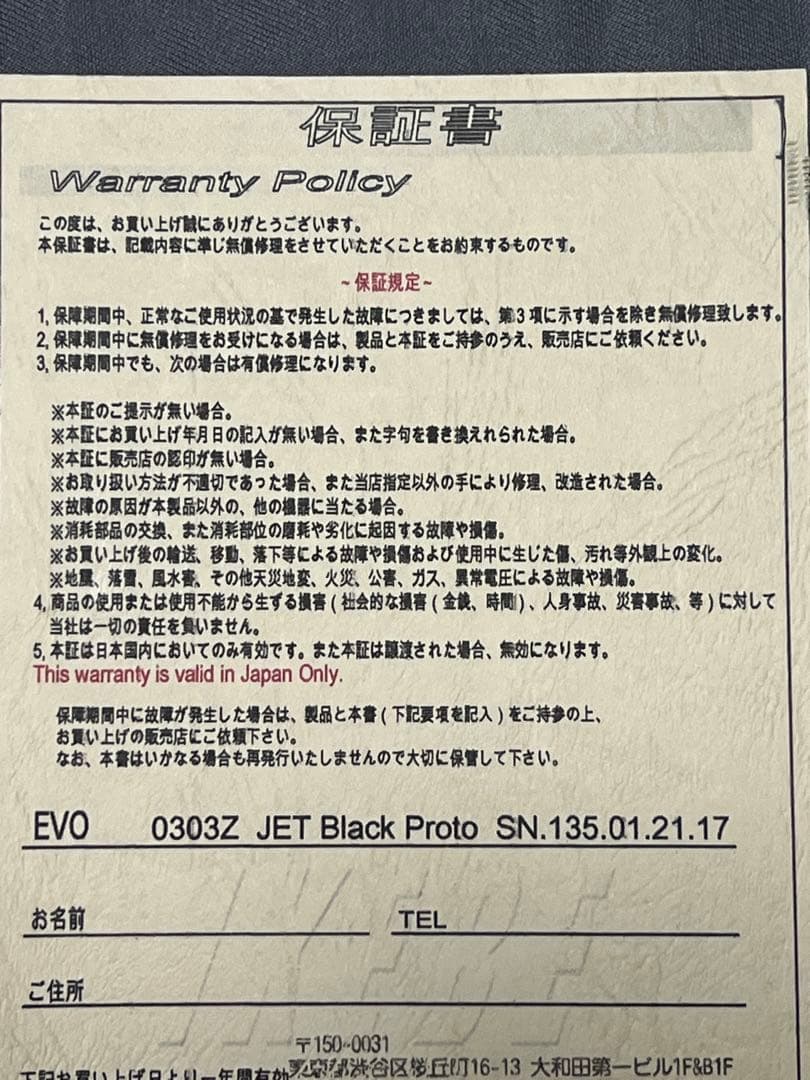 保証書
Warranty Policy
この度は、お買い上げ誠にありがとうございます。
本保証書は、記載内容に準じ無償修理をさせていただくことをお約束するものです。
~保証規定~
1, 保障期間中、正常なご使用状況の基で発生した故障につきましては、第3項に示す場合を除き無償修理致します。
2, 保障期間中に無償修理をお受けになる場合は、製品と本証をご持参のうえ、販売店にご依頼ください。
3, 保障期間中でも、次の場合は有償修理になります。
※本証のご提示が無い場合。
※本証にお買い上げ年月日の記入が無い場合、また字句を書き換えれられた場合。
※本証に販売店の認印が無い場合。
※お取り扱い方法が不適切であった場合、また当店指定以外の手により修理、改造された場合。
※故障の原因が本製品以外の、他の機器に当たる場合。
※消耗部品の交換、また消耗部位の磨耗や劣化に起因する故障や損傷。
※お買い上げ後の輸送、移動、落下等による故障や損傷および使用中に生じた傷、汚れ等外観上の変化。
※地震、落雷、風水害、その他天災地変、火災、公害、ガス、異常電圧による故障や損傷。
4, 商品の使用または使用不能から生ずる損害(社会的な損害(金銭、時間)、人身事故、災害事故、等)に対して
当社は一切の責任を負いません。
5, 本証は日本国内においてのみ有効です。また本証は譲渡された場合、無効になります。
This warranty is valid in Japan Only.
保障期間中に故障が発生した場合は、製品と本書(下記要項を記入)をご持参の上、
お買い上げの販売店にご依頼下さい。
なお、本書はいかなる場合も再発行いたしませんので大切に保管して下さい。
EVO 0303Z JET Black Proto SN.135.01.21.17
お名前 TEL
ご住所
〒150-0031
下記お買い上げ日より一年間有効 東京都渋谷区桜丘町16-13 大和田第一ビル1F&B1F